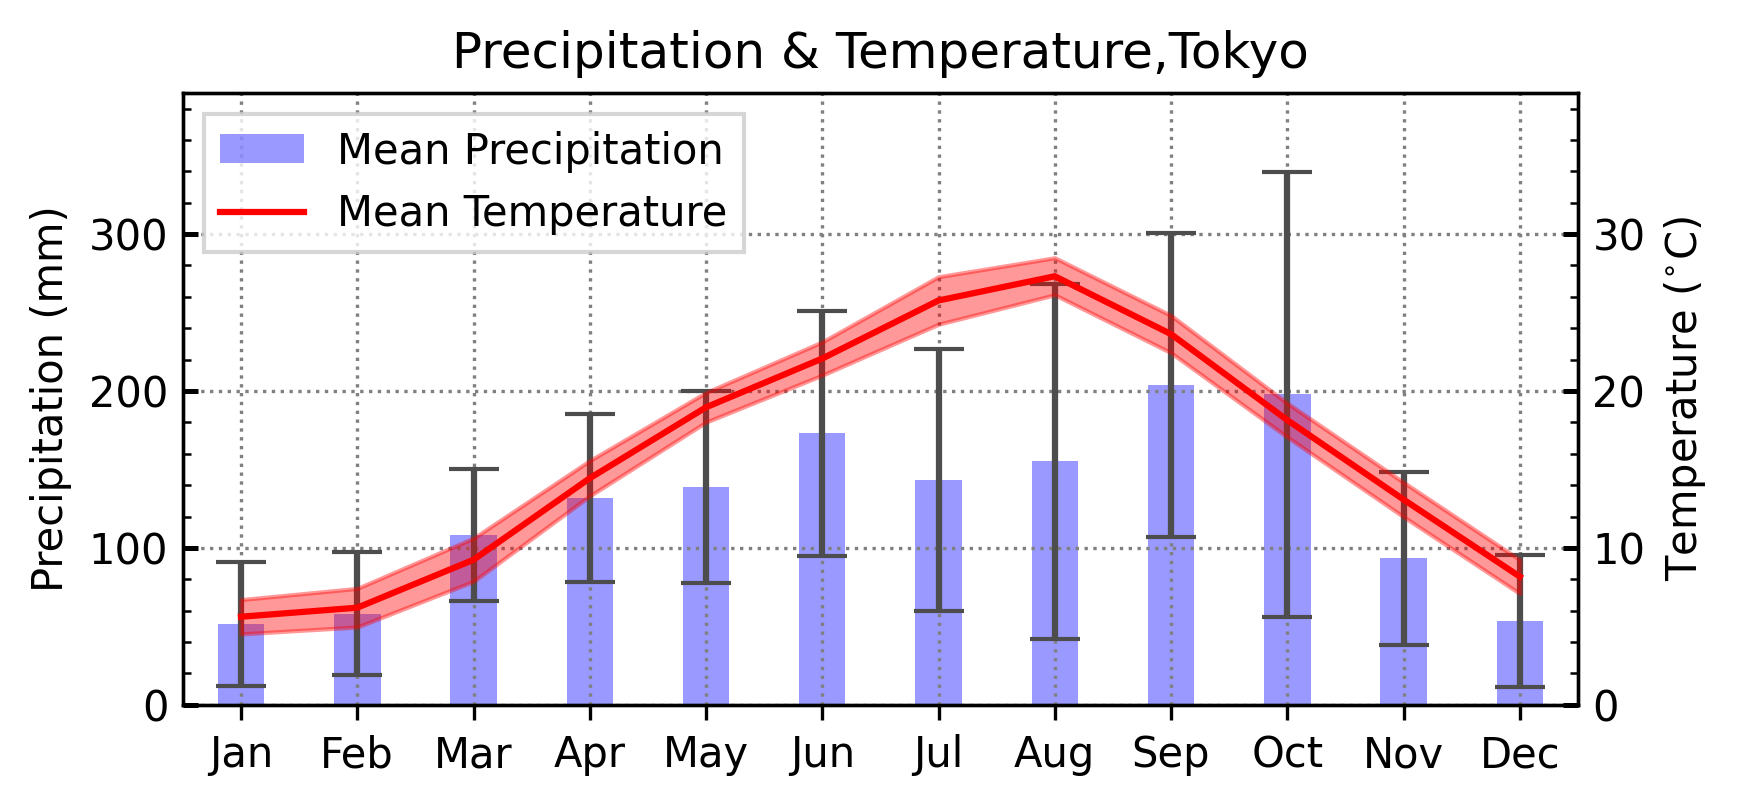 Precipitation & Temperature,Tokyo
Mean Precipitation
Mean Temperature
Precipitation (mm)
300
200
100
0
Temperature (°C)
30
20
10
0
Jan Feb Mar Apr May Jun Jul Aug Sep Oct Nov Dec